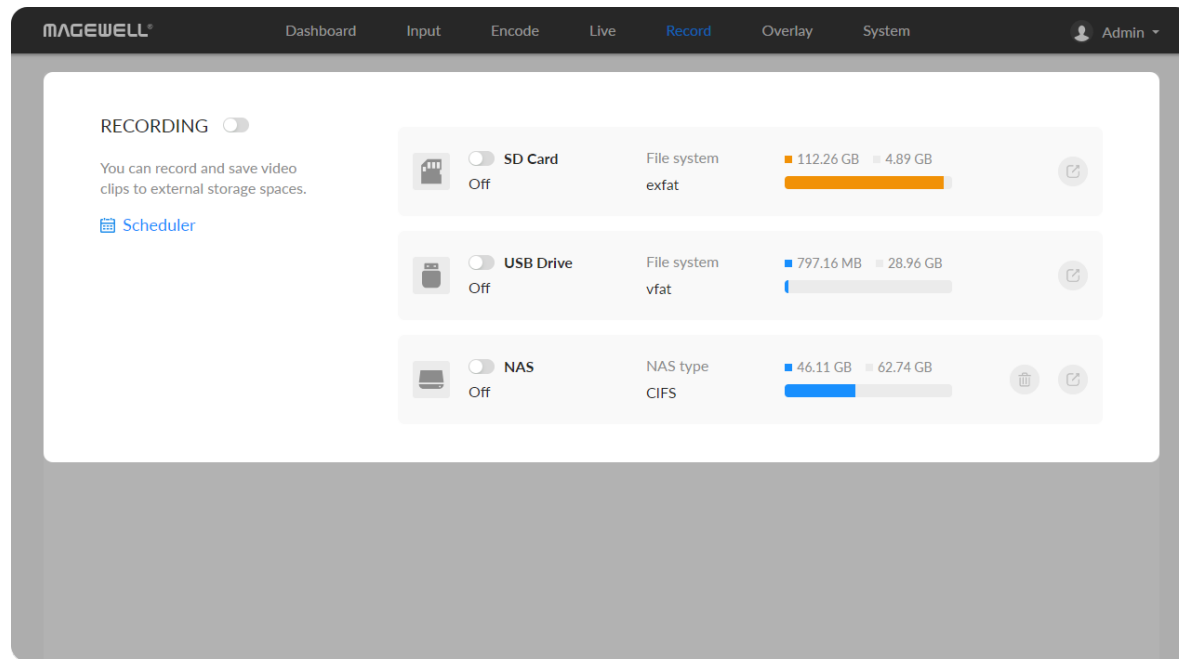 MAGEWELL®
Dashboard Input Encode Live Record Overlay System Admin
RECORDING
You can record and save video
clips to external storage spaces.
Scheduler
SD Card File system 112.26 GB 4.89 GB
Off exfat
USB Drive File system 797.16 MB 28.96 GB
Off vfat
NAS NAS type 46.11 GB 62.74 GB
Off CIFS